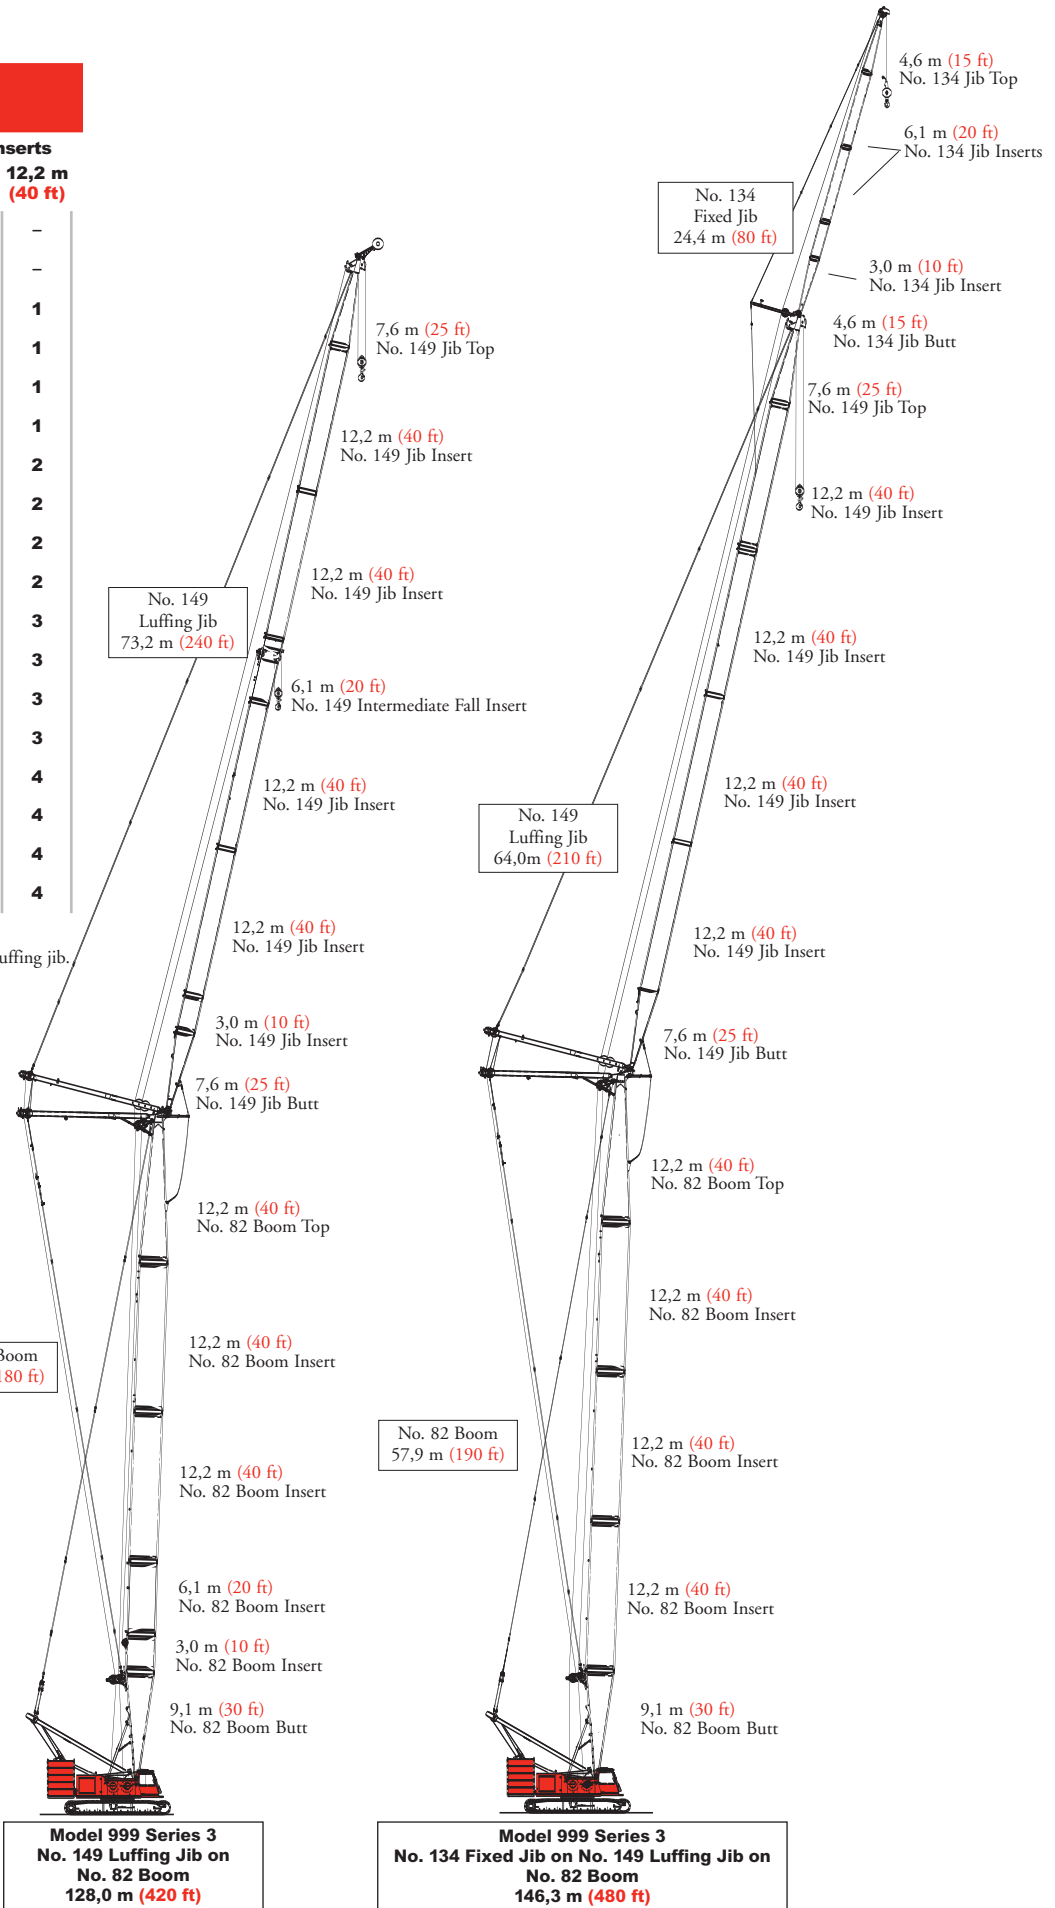 nserts
12,2 m
(40 ft)
–
–
1
1
1
1
2
2
2
2
3
3
3
3
4
4
4
4
uffing jib.
7,6 m (25 ft)
No. 149 Jib Top
12,2 m (40 ft)
No. 149 Jib Insert
12,2 m (40 ft)
No. 149 Jib Insert
No. 149
Luffing Jib
73,2 m (240 ft)
6,1 m (20 ft)
No. 149 Intermediate Fall Insert
12,2 m (40 ft)
No. 149 Jib Insert
12,2 m (40 ft)
No. 149 Jib Insert
3,0 m (10 ft)
No. 149 Jib Insert
7,6 m (25 ft)
No. 149 Jib Butt
12,2 m (40 ft)
No. 82 Boom Top
12,2 m (40 ft)
No. 82 Boom Insert
Boom
180 ft)
12,2 m (40 ft)
No. 82 Boom Insert
6,1 m (20 ft)
No. 82 Boom Insert
3,0 m (10 ft)
No. 82 Boom Insert
9,1 m (30 ft)
No. 82 Boom Butt
Model 999 Series 3
No. 149 Luffing Jib on
No. 82 Boom
128,0 m (420 ft)
4,6 m (15 ft)
No. 134 Jib Top
6,1 m (20 ft)
No. 134 Jib Inserts
No. 134
Fixed Jib
24,4 m (80 ft)
3,0 m (10 ft)
No. 134 Jib Insert
4,6 m (15 ft)
No. 134 Jib Butt
7,6 m (25 ft)
No. 149 Jib Top
12,2 m (40 ft)
No. 149 Jib Insert
12,2 m (40 ft)
No. 149 Jib Insert
12,2 m (40 ft)
No. 149 Jib Insert
No. 149
Luffing Jib
64,0m (210 ft)
12,2 m (40 ft)
No. 149 Jib Insert
7,6 m (25 ft)
No. 149 Jib Butt
12,2 m (40 ft)
No. 82 Boom Top
12,2 m (40 ft)
No. 82 Boom Insert
No. 82 Boom
57,9 m (190 ft)
12,2 m (40 ft)
No. 82 Boom Insert
12,2 m (40 ft)
No. 82 Boom Insert
9,1 m (30 ft)
No. 82 Boom Butt
Model 999 Series 3
No. 134 Fixed Jib on No. 149 Luffing Jib on
No. 82 Boom
146,3 m (480 ft)